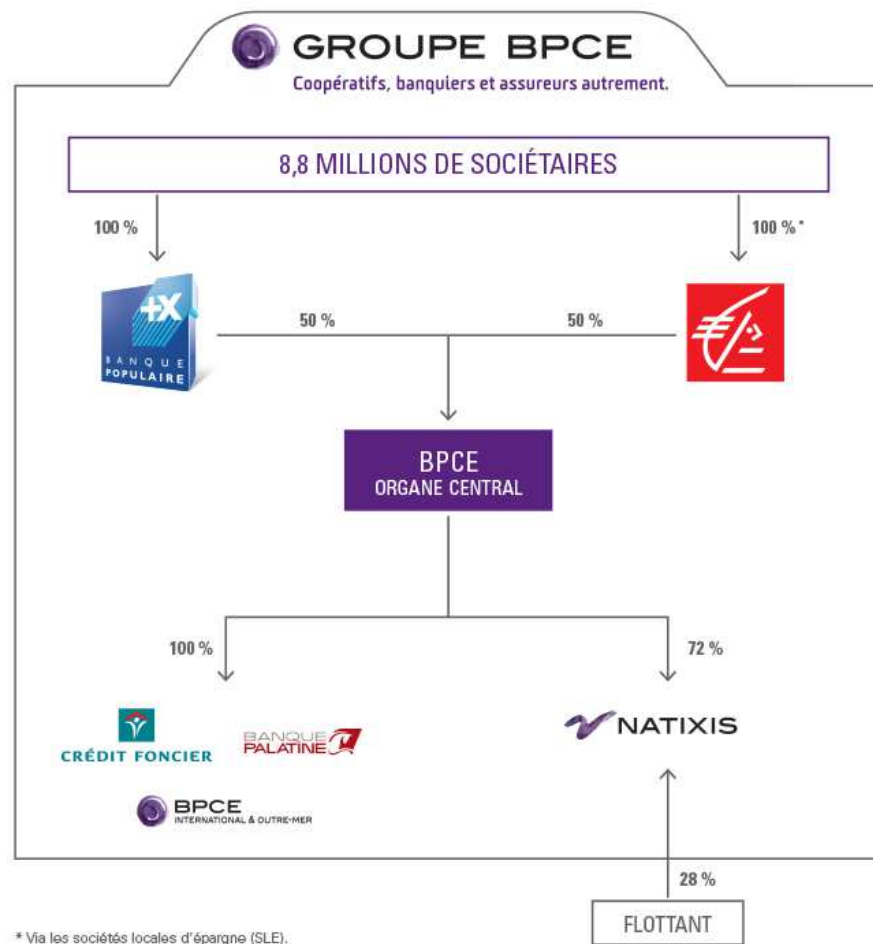 GROUPE BPCE
Coopératifs, banquiers et assureurs autrement.
8,8 MILLIONS DE SOCIÉTAIRES
100 %
100 % *
+X
BANQUE
POPULAIRE
50 %
50 %
BPCE
ORGANE CENTRAL
100 %
72 %
CRÉDIT FONCIER
BANQUE
PALATINE
NATIXIS
BPCE
INTERNATIONAL & OUTRE-MER
28 %
FLOTTANT
* Via les sociétés locales d'épargne (SLE).